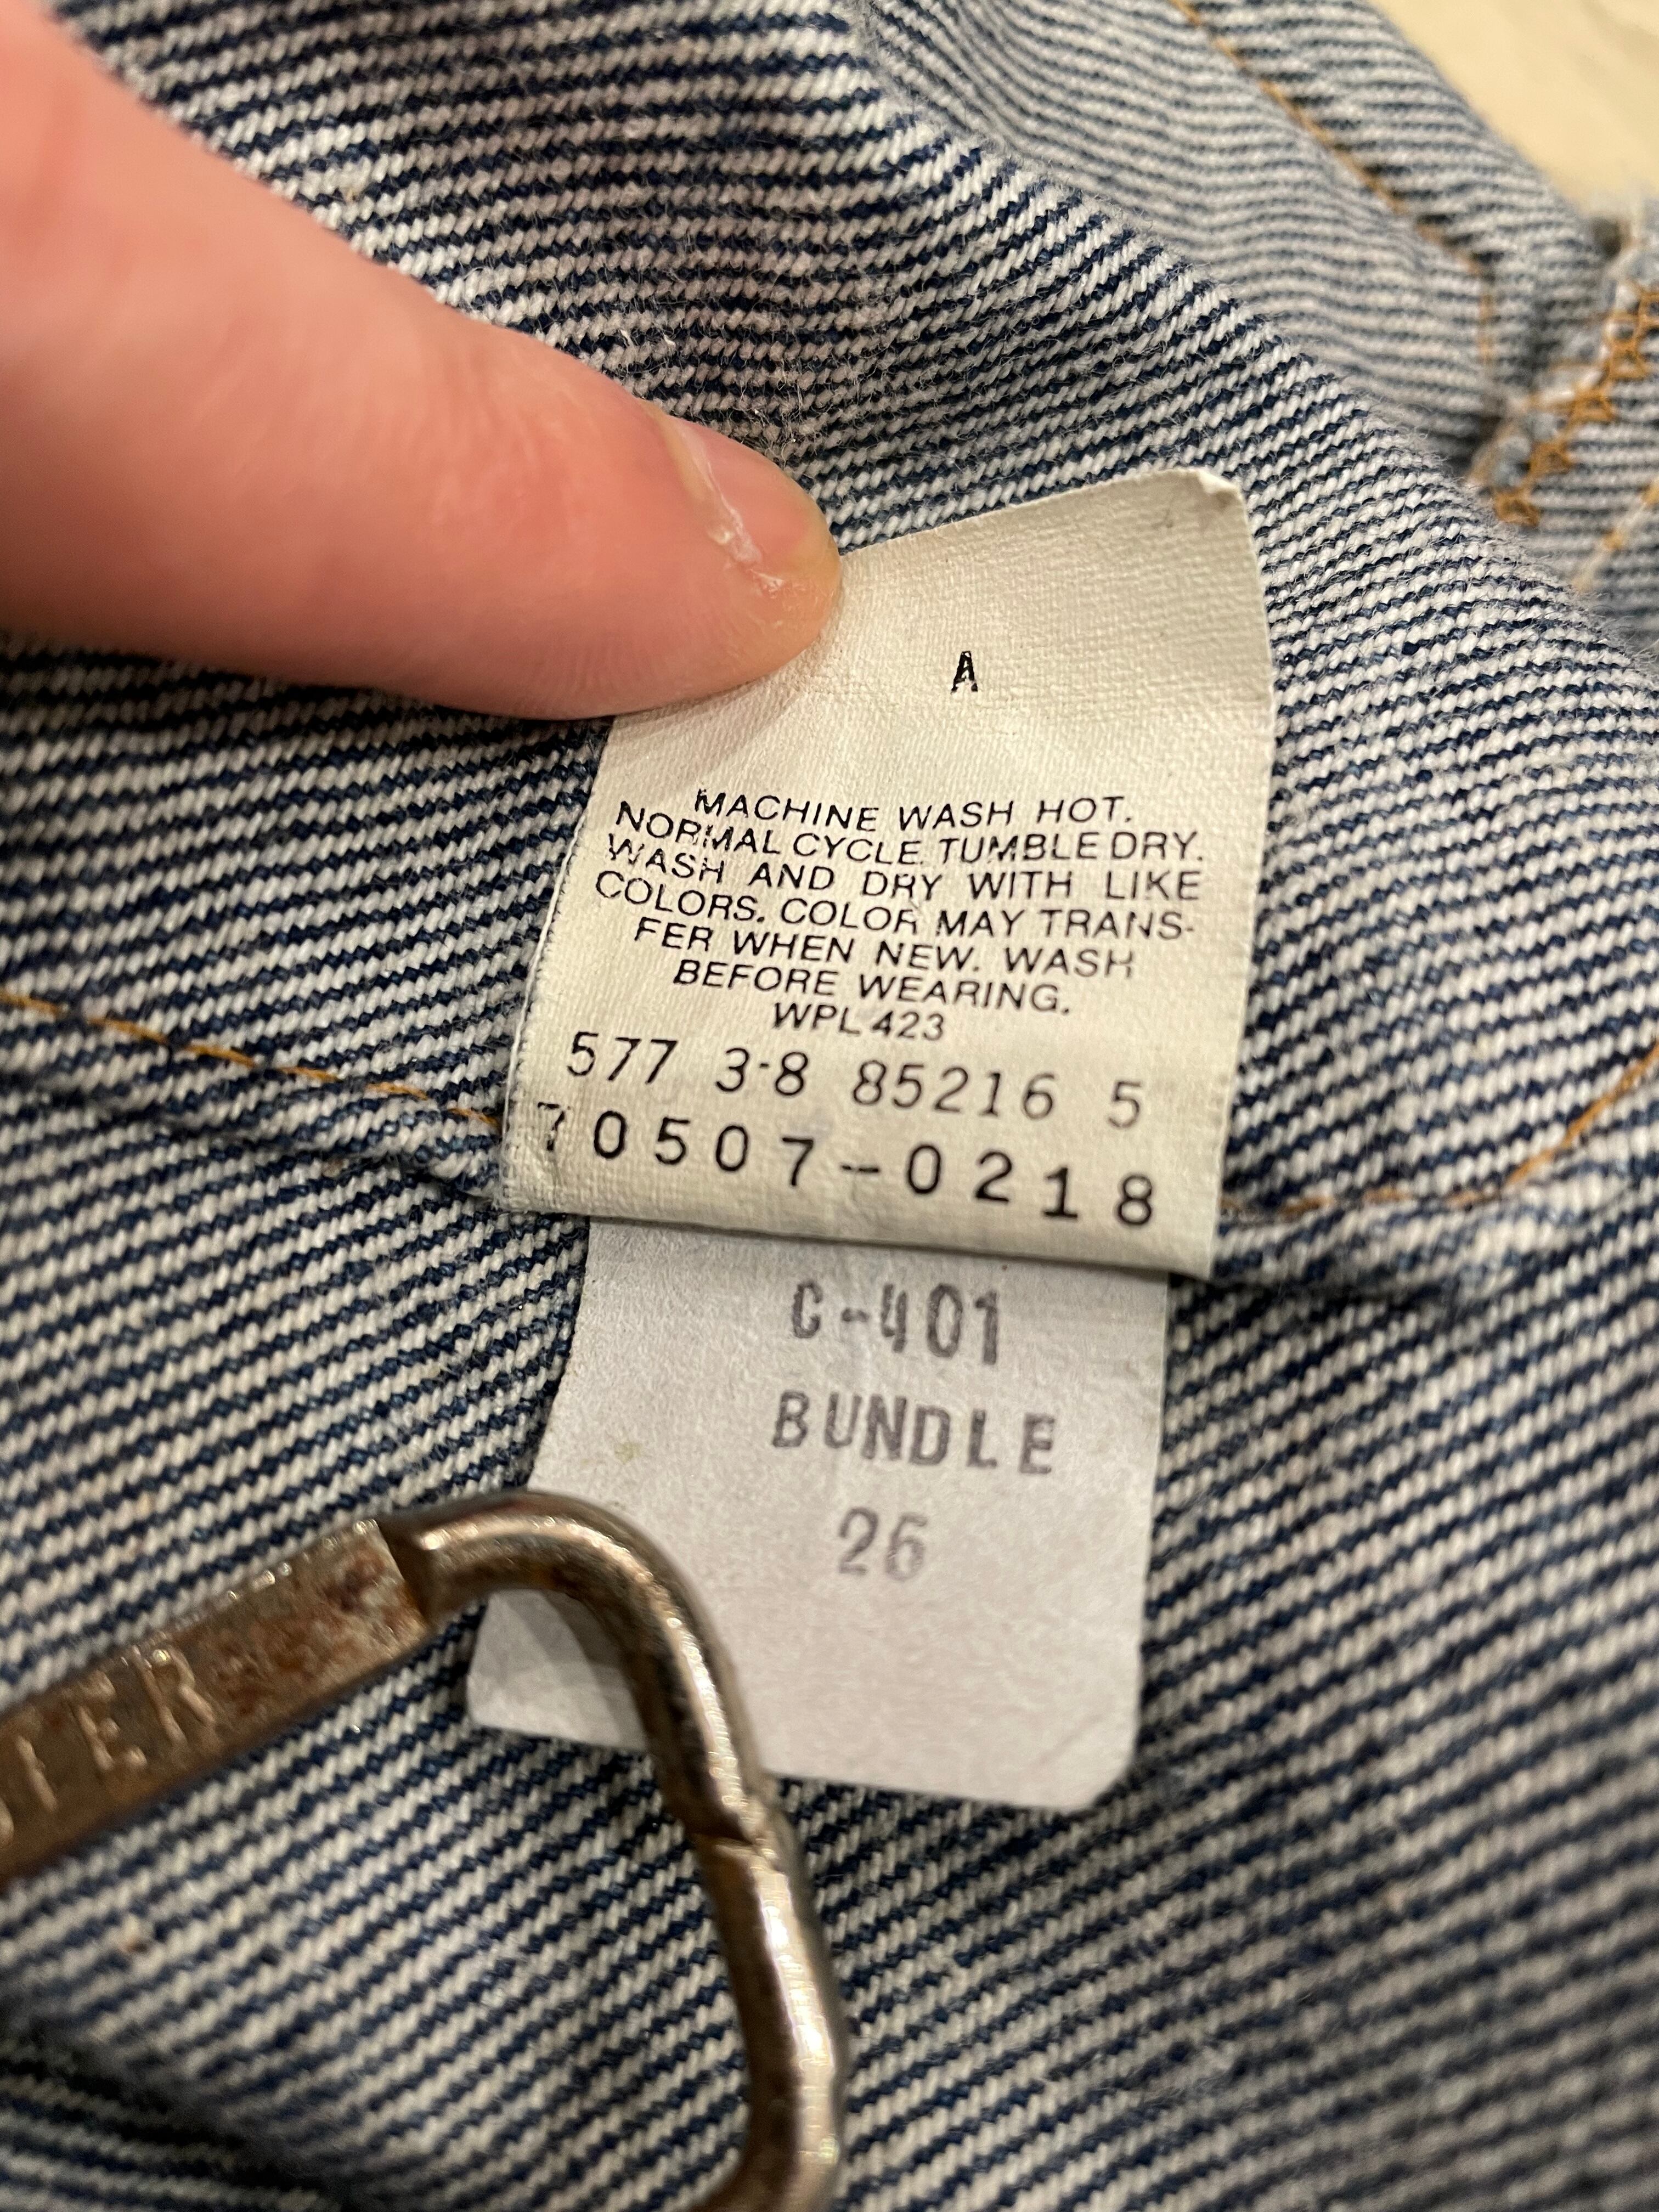 A
MACHINE WASH HOT.
NORMAL CYCLE. TUMBLE DRY.
WASH AND DRY WITH LIKE
COLORS. COLOR MAY TRANS-
FER WHEN NEW. WASH
BEFORE WEARING.
WPL 423
577 3-8 85216 5
70507-0218
C-401
BUNDLE
26